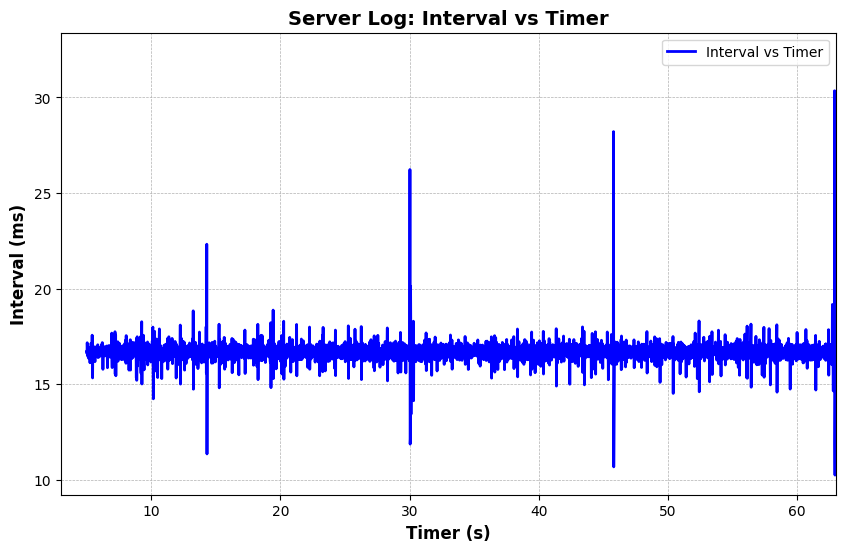 Server Log: Interval vs Timer
Interval vs Timer
30
25
20
15
10
Interval (ms)
10 20 30 40 50 60
Timer (s)